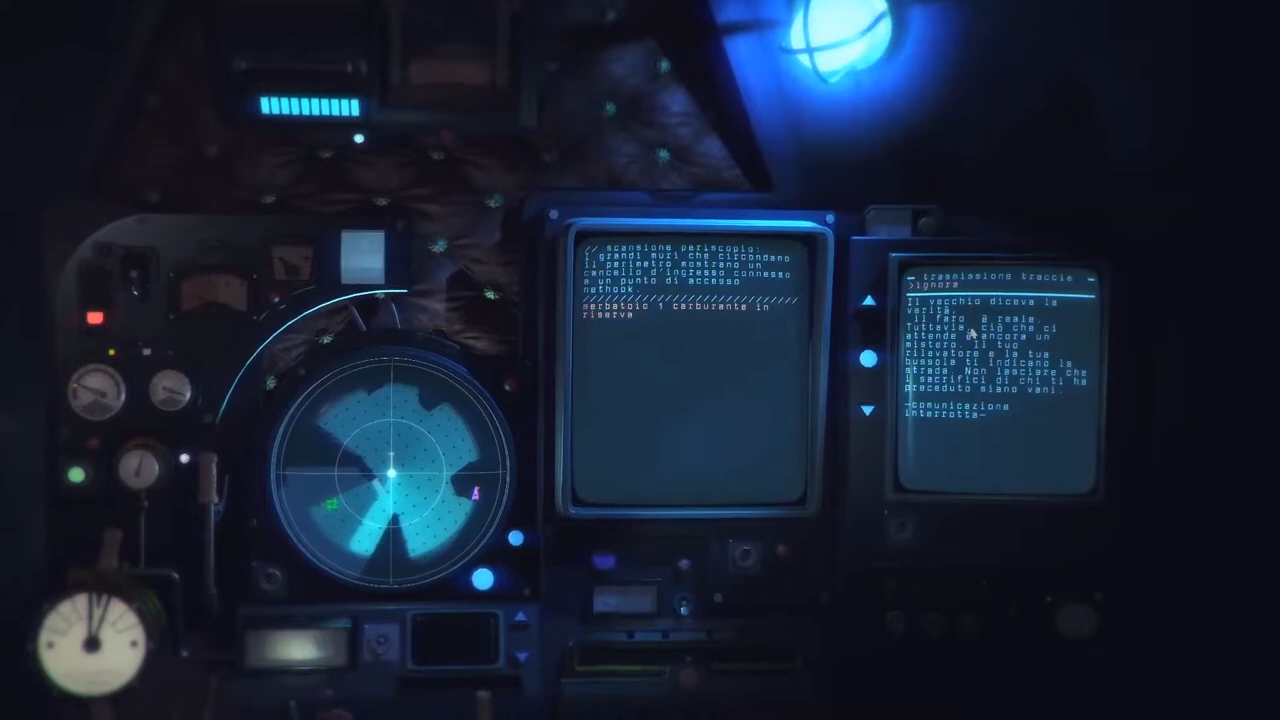 // scansione periscopio:
I grandi muri che circondano
il perimetro mostrano un
cancello d'ingresso connesso
a un punto di accesso
nethook.
////////////////////////////
serbatoio 1 carburante in
riserva
— trasmissione traccia —
>ignora
Il vecchio diceva la
verità,
il faro è reale.
Tuttavia, ciò che ci
attende è ancora un
mistero. Il tuo
rilevatore e la tua
bussola ti indicano la
strada. Non lasciare che
i sacrifici di chi ti ha
preceduto siano vani.
—comunicazione
interrotta—